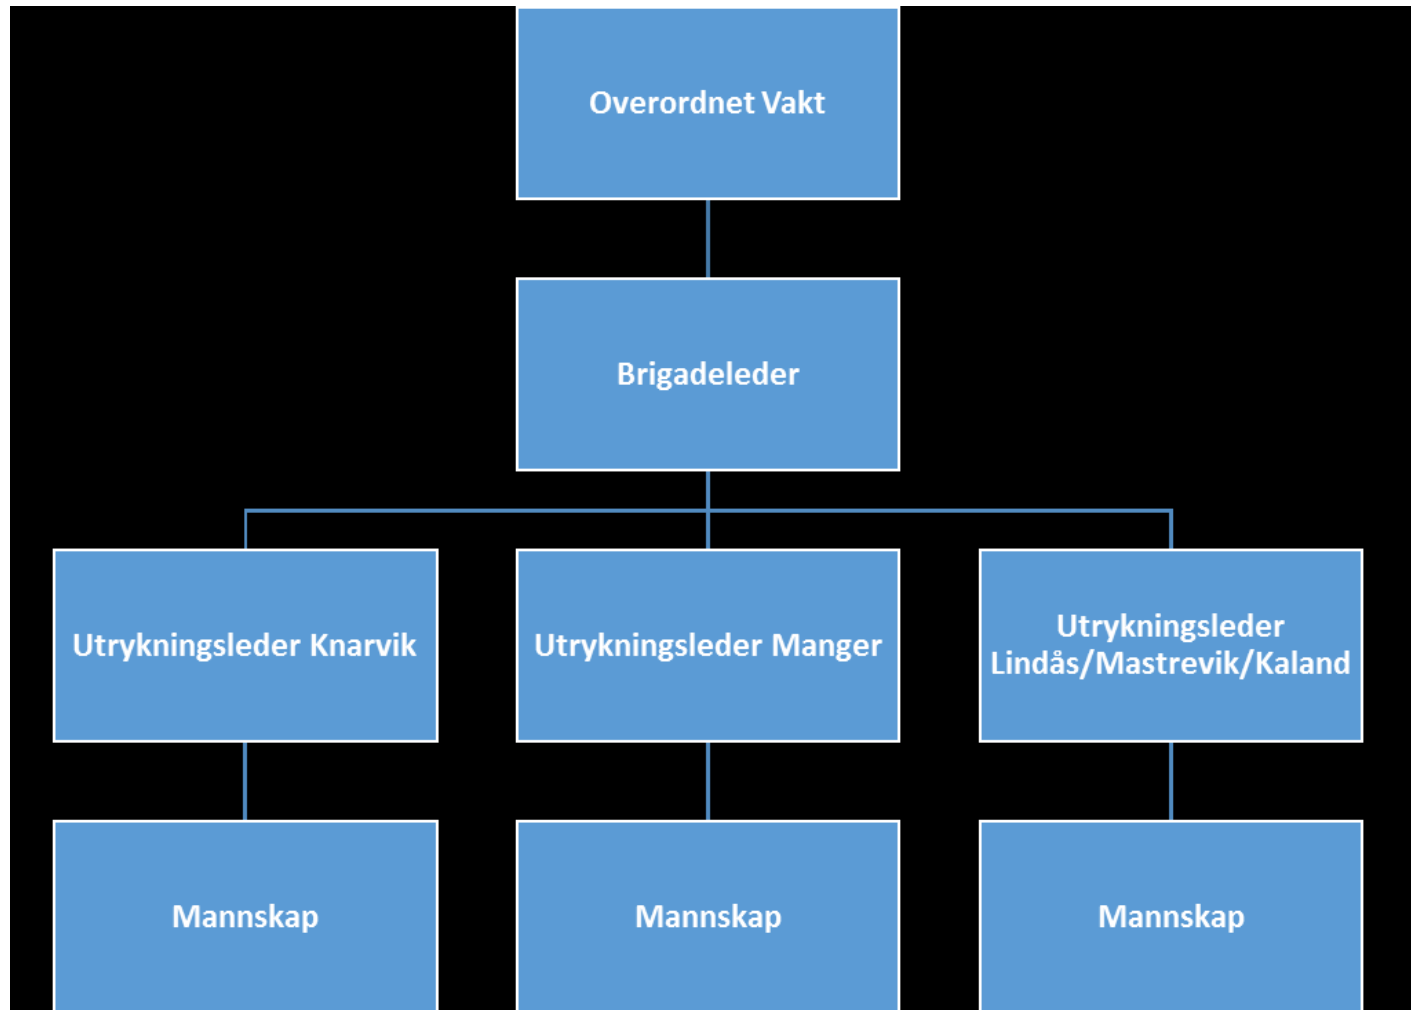 Overordnet Vakt
Brigadeleder
Utrykningsleder Knarvik
Utrykningsleder Manger
Utrykningsleder
Lindås/Mastrevik/Kaland
Mannskap
Mannskap
Mannskap